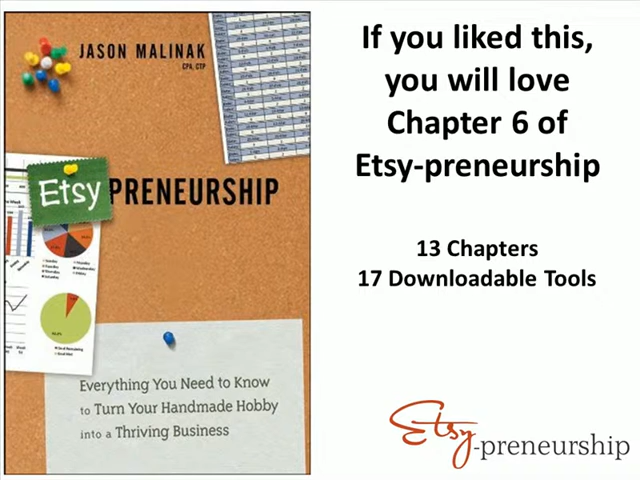 JASON MALINAK
CPA, CTP
Etsy PRENEURSHIP
Everything You Need to Know
to Turn Your Handmade Hobby
into a Thriving Business
If you liked this,
you will love
Chapter 6 of
Etsy-preneurship
13 Chapters
17 Downloadable Tools
Etsy-preneurship